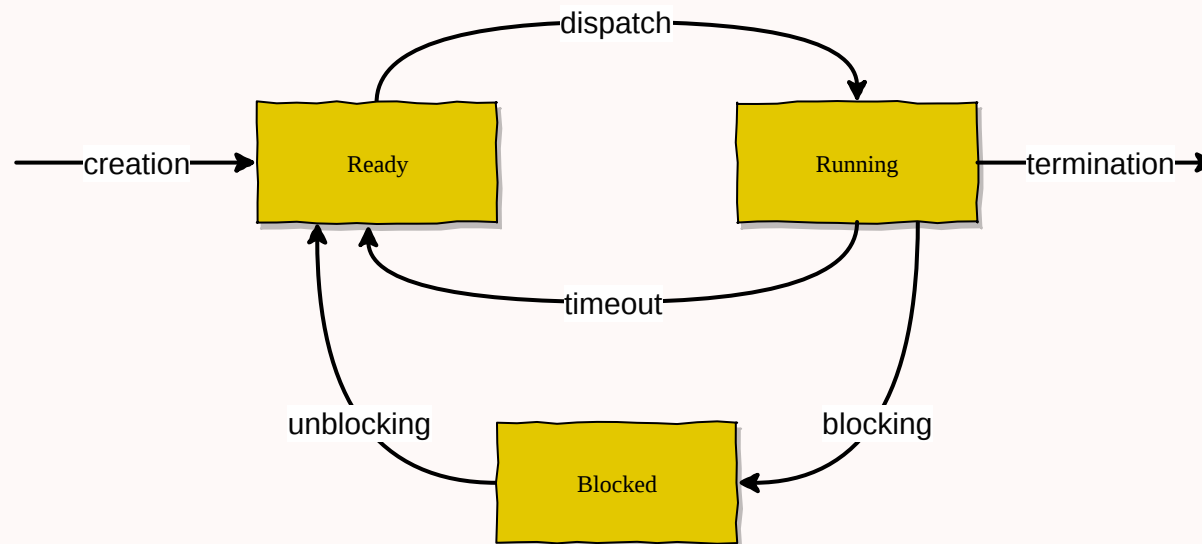 dispatch
creation
Ready
Running
termination
timeout
unblocking
blocking
Blocked